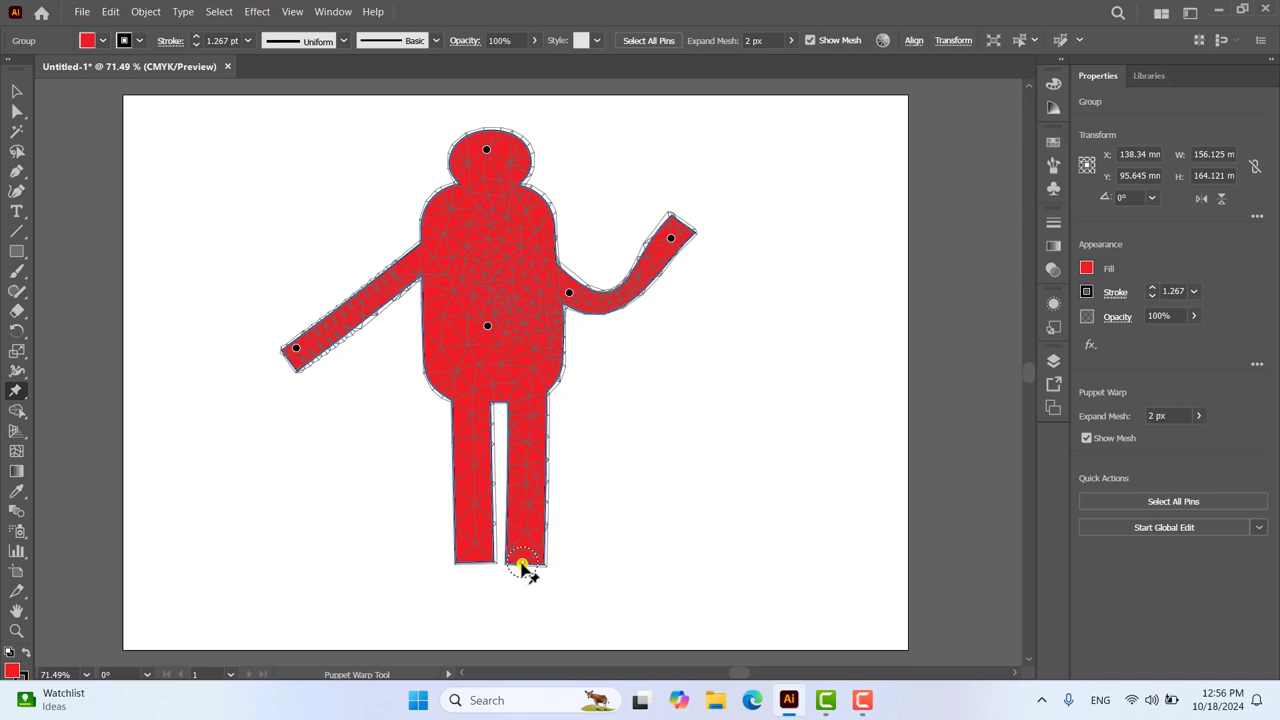 Ai File Edit Object Type Select Effect View Window Help
Group Stroke: 1.267 pt Uniform Basic Opacity: 100% Style: Select All Pins Expand Mesh: 2 px Show Mesh Align Transform
Untitled-1* @ 71.49 % (CMYK/Preview) ×
Properties Libraries
Group
Transform
X: 138.34 mn W: 156.125 m
Y: 95.645 mn H: 164.121 m
0°
Appearance
Fill
Stroke 1.267
Opacity 100%
fx,
Puppet Warp
Expand Mesh: 2 px
Show Mesh
Quick Actions
Select All Pins
Start Global Edit
71.49% 0° 1 Puppet Warp Tool
Watchlist
Ideas
Search
Ai
ENG
12:56 PM
10/18/2024